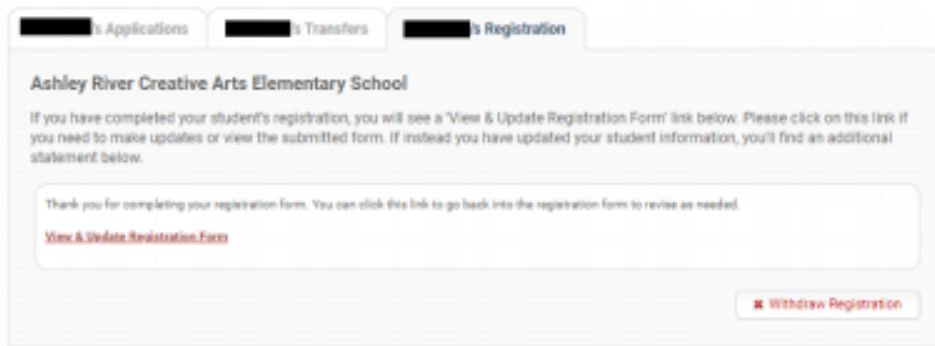 's Applications 's Transfers 's Registration
Ashley River Creative Arts Elementary School
If you have completed your student's registration, you will see a 'View & Update Registration Form' link below. Please click on this link if
you need to make updates or view the submitted form. If instead you have updated your student information, you'll find an additional
statement below.
Thank you for completing your registration form. You can click this link to go back into the registration form to revise as needed.
View & Update Registration Form
✖ Withdraw Registration